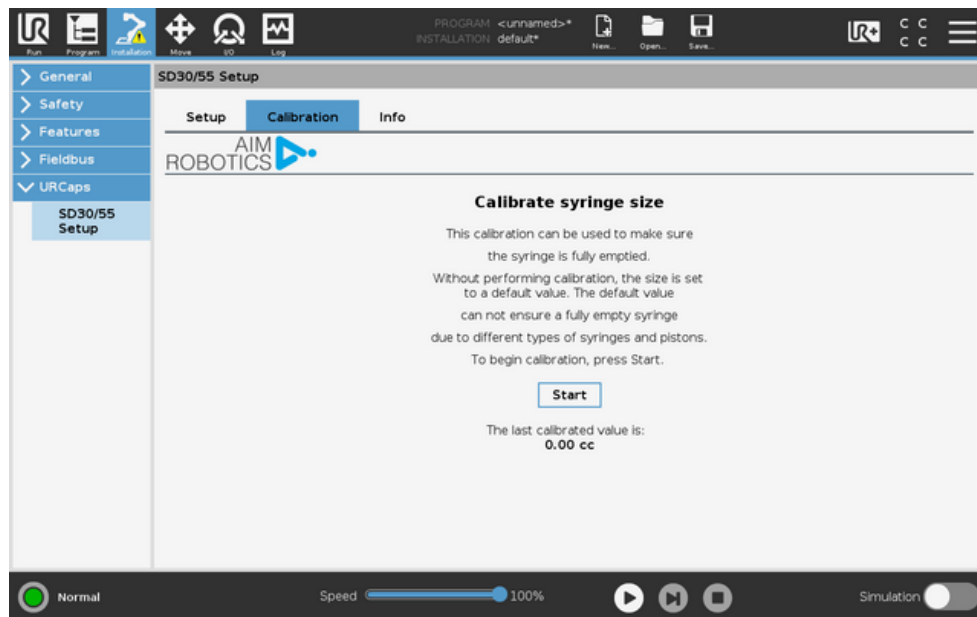 PROGRAM <unnamed>*
INSTALLATION default*
Run
Program
Installation
Move
I/O
Log
New...
Open...
Save...
UR
UR+
C C
C C
General
Safety
Features
Fieldbus
URCaps
SD30/55
Setup
SD30/55 Setup
Setup Calibration Info
AIM
ROBOTICS
Calibrate syringe size
This calibration can be used to make sure
the syringe is fully emptied.
Without performing calibration, the size is set
to a default value. The default value
can not ensure a fully empty syringe
due to different types of syringes and pistons.
To begin calibration, press Start.
Start
The last calibrated value is:
0.00 cc
Normal
Speed 100%
Simulation